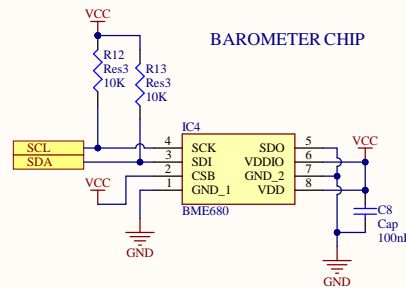 VCC
BAROMETER CHIP
R12
Res3
10K
R13
Res3
10K
IC4
SCL
SDA
4 SCK SDO 5
3 SDI VDDIO 6
2 CSB GND_2 7
1 GND_1 VDD 8
BME680
VCC
VCC
C8
Cap
100nF
GND
GND